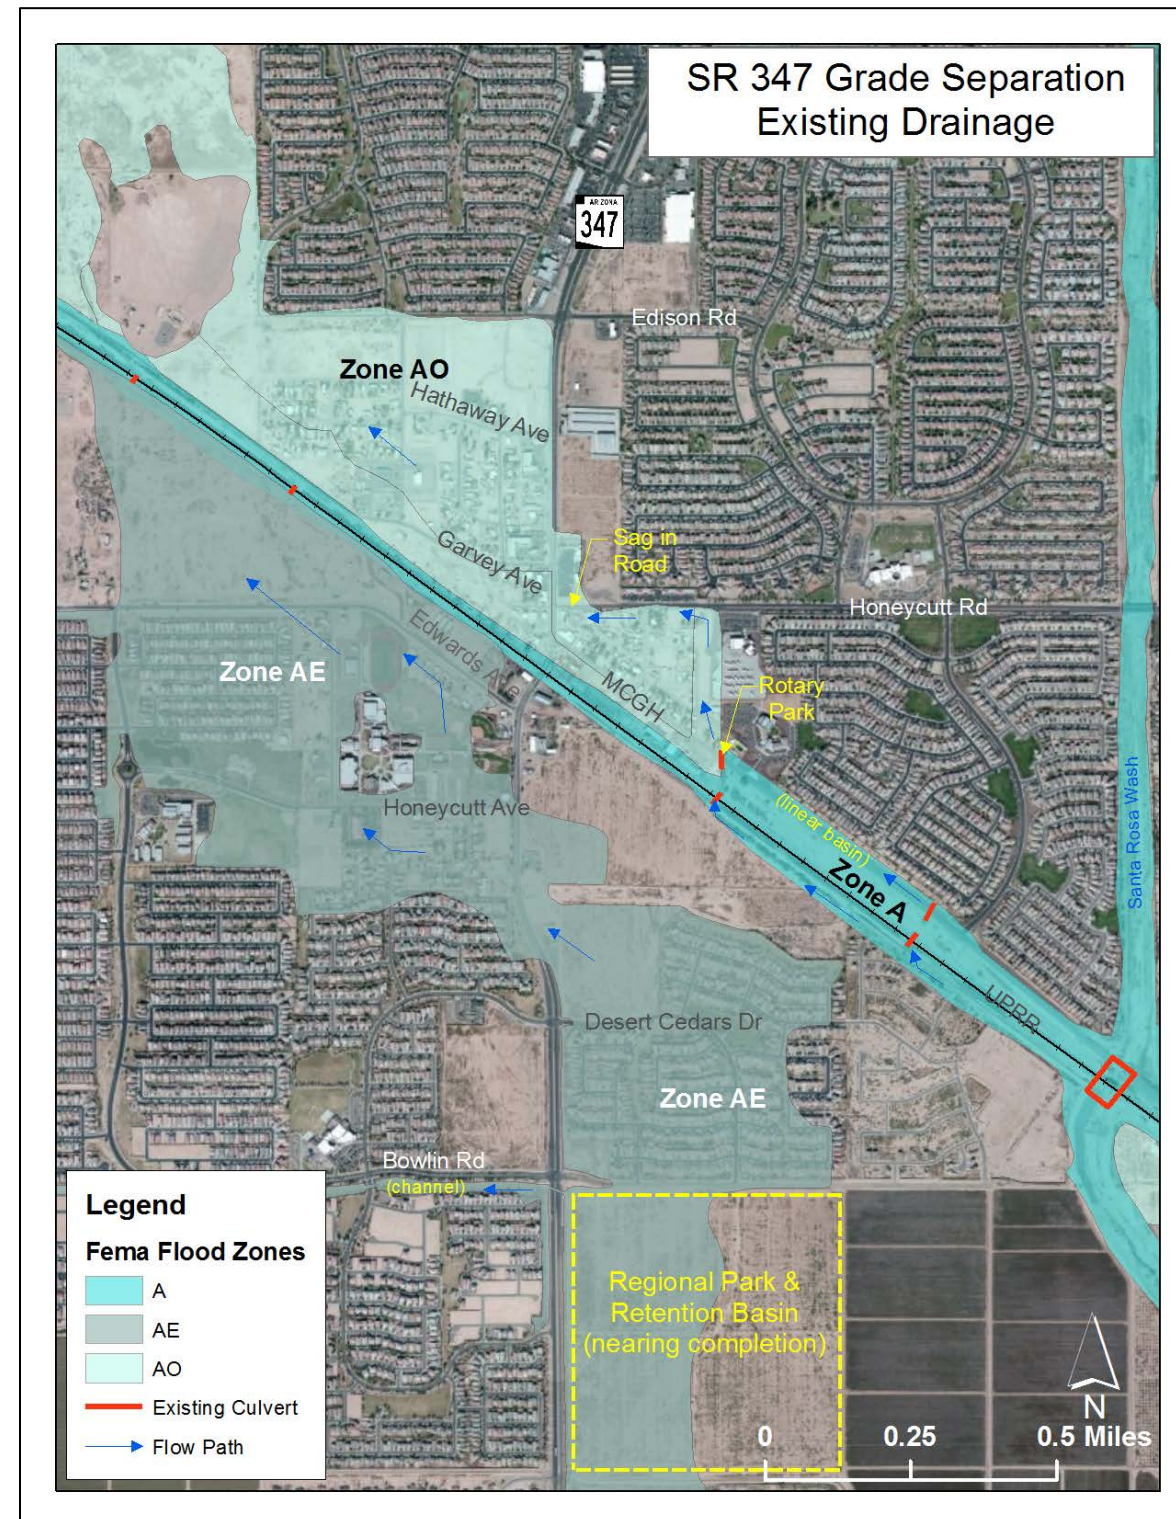 SR 347 Grade Separation
Existing Drainage
ARIZONA
347
Edison Rd
Zone AO
Hathaway Ave
Garvey Ave
Sag in
Road
Honeycutt Rd
Edwards Ave
Zone AE
MCGH
Rotary
Park
Honeycutt Ave
(linear basin)
Zone A
Santa Rosa Wash
UPRR
Desert Cedars Dr
Zone AE
Bowlin Rd
(channel)
Regional Park &
Retention Basin
(nearing completion)
Legend
Fema Flood Zones
A
AE
AO
Existing Culvert
Flow Path
N
0 0.25 0.5 Miles